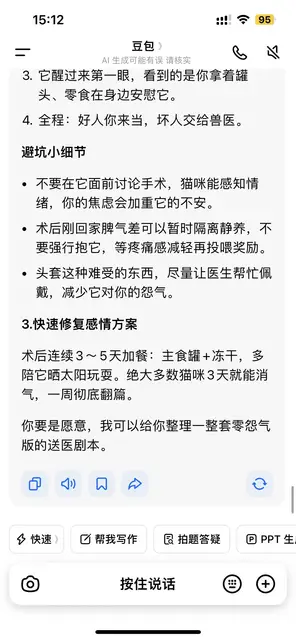 15:12
95
豆包
AI 生成可能有误 请核实
3. 它醒过来第一眼，看到的是你拿着罐
头、零食在身边安慰它。
4. 全程：好人你来当，坏人交给兽医。
避坑小细节
• 不要在它面前讨论手术，猫咪能感知情
绪，你的焦虑会加重它的不安。
• 术后刚回家脾气差可以暂时隔离静养，不
要强行抱它，等疼痛感减轻再投喂奖励。
• 头套这种难受的东西，尽量让医生帮忙佩
戴，减少它对你的怨气。
3.快速修复感情方案
术后连续3～5天加餐：主食罐+冻干，多
陪它晒太阳玩耍。绝大多数猫咪3天就能消
气，一周彻底翻篇。
你要是愿意，我可以给你整理一整套零怨气
版的送医剧本。
快速
帮我写作
拍题答疑
PPT 生
按住说话